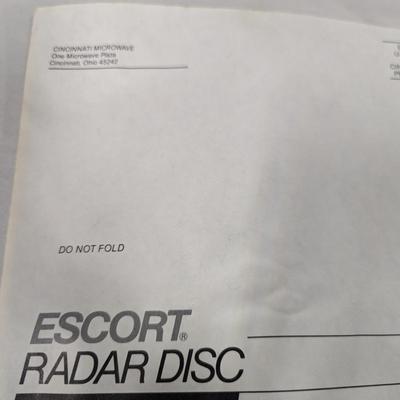 CINCINNATI MICROWAVE
One Microwave Plaza
Cincinnati, Ohio 45242
DO NOT FOLD
ESCORT®
RADAR DISC